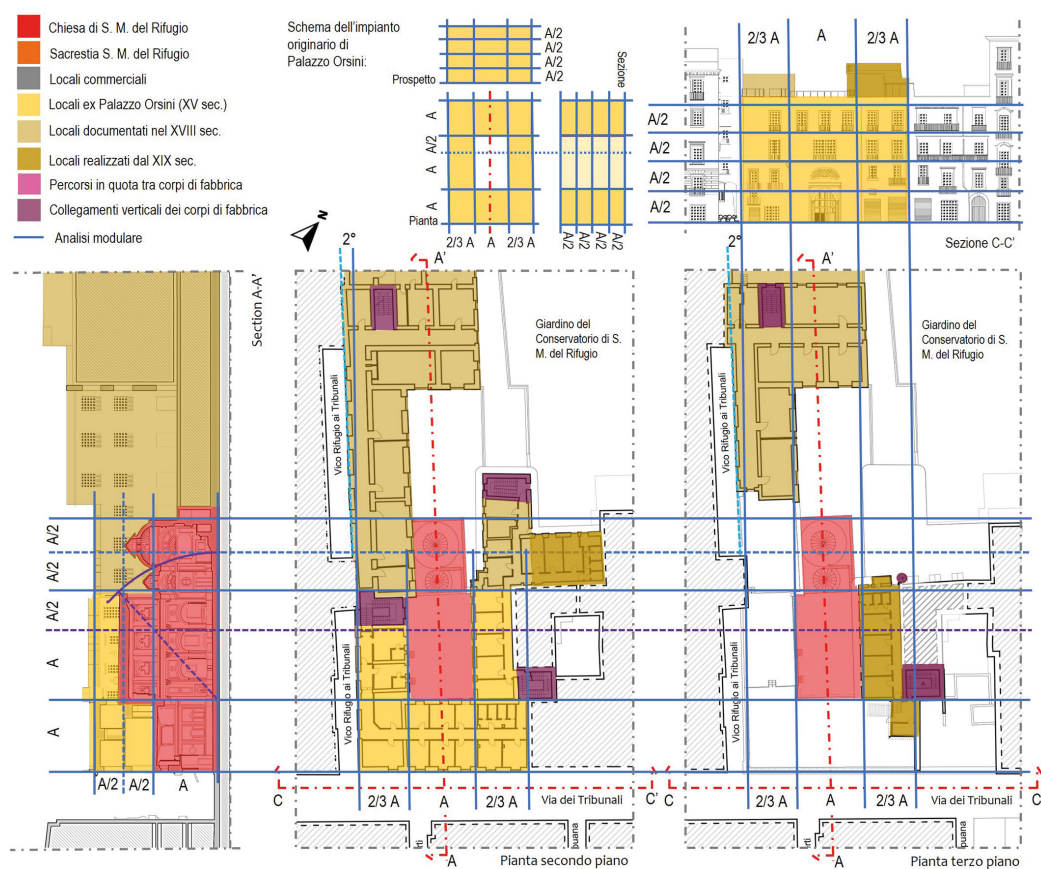 Chiesa di S. M. del Rifugio
Sacrestia S. M. del Rifugio
Locali commerciali
Locali ex Palazzo Orsini (XV sec.)
Locali documentati nel XVIII sec.
Locali realizzati dal XIX sec.
Percorsi in quota tra corpi di fabbrica
Collegamenti verticali dei corpi di fabbrica
Analisi modulare
Schema dell'impianto
originario di
Palazzo Orsini:
Prospetto
A/2
A/2
A/2
A/2
Sezione
A
A/2
A
A
Pianta
2/3 A
A
2/3 A
A/2
A/2
A/2
A/2
N
2/3 A
A
2/3 A
A/2
A/2
A/2
A/2
Sezione C-C'
Section A-A'
A/2
A/2
A/2
A
A
A/2
A/2
A
2°
A'
Giardino del
Conservatorio di S.
M. del Rifugio
Vico Rifugio ai Tribunali
Vico Rifugio ai Tribunali
C
C'
2/3 A
A
2/3 A
Via dei Tribunali
rti
buana
A
Pianta secondo piano
2°
A'
Giardino del
Conservatorio di S.
M. del Rifugio
Vico Rifugio ai Tribunali
Vico Rifugio ai Tribunali
C
C'
2/3 A
A
2/3 A
Via dei Tribunali
rti
buana
A
Pianta terzo piano